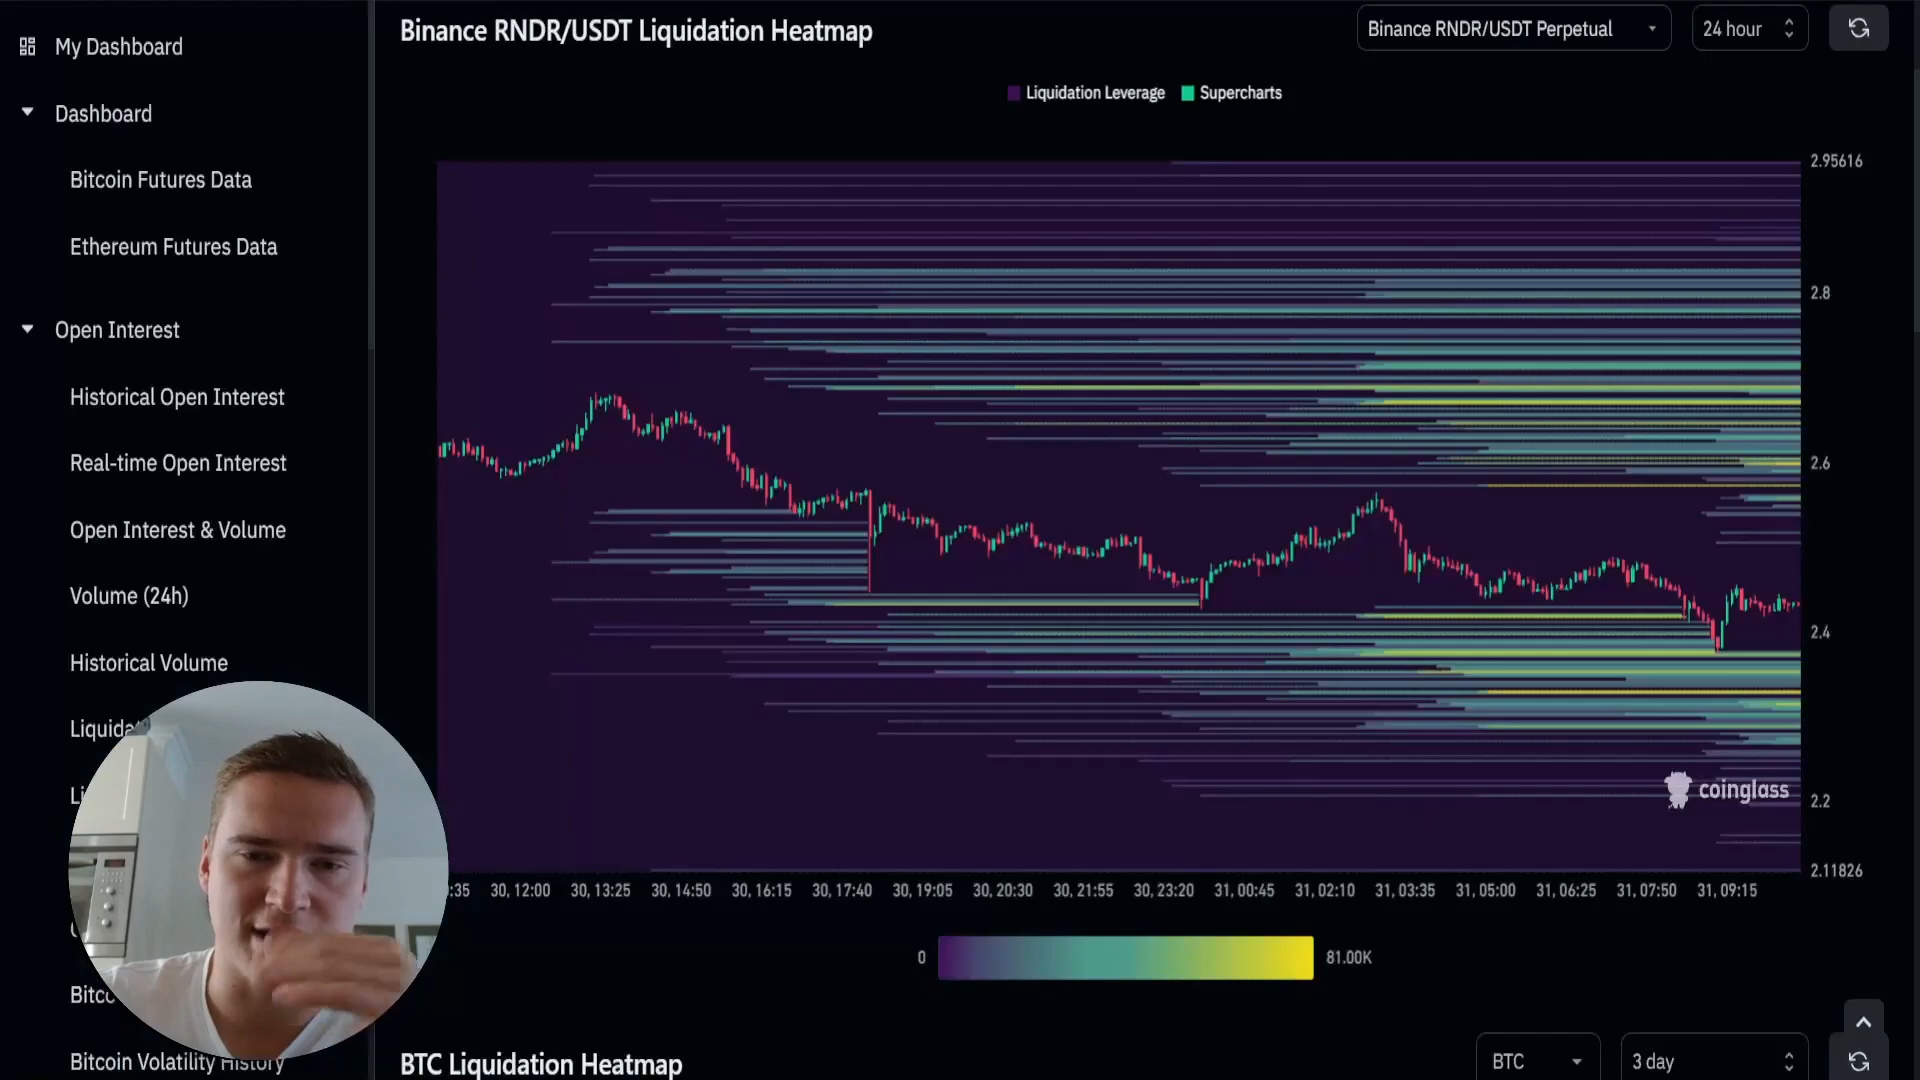 My Dashboard
Dashboard
Bitcoin Futures Data
Ethereum Futures Data
Open Interest
Historical Open Interest
Real-time Open Interest
Open Interest & Volume
Volume (24h)
Historical Volume
Bitcoin Volatility History
Binance RNDR/USDT Liquidation Heatmap
Binance RNDR/USDT Perpetual
24 hour
Liquidation Leverage
Supercharts
2.95616
2.8
2.6
2.4
2.2
2.11826
coinglass
:35
30, 12:00
30, 13:25
30, 14:50
30, 16:15
30, 17:40
30, 19:05
30, 20:30
30, 21:55
30, 23:20
31, 00:45
31, 02:10
31, 03:35
31, 05:00
31, 06:25
31, 07:50
31, 09:15
0
81.00K
BTC Liquidation Heatmap
BTC
3 day